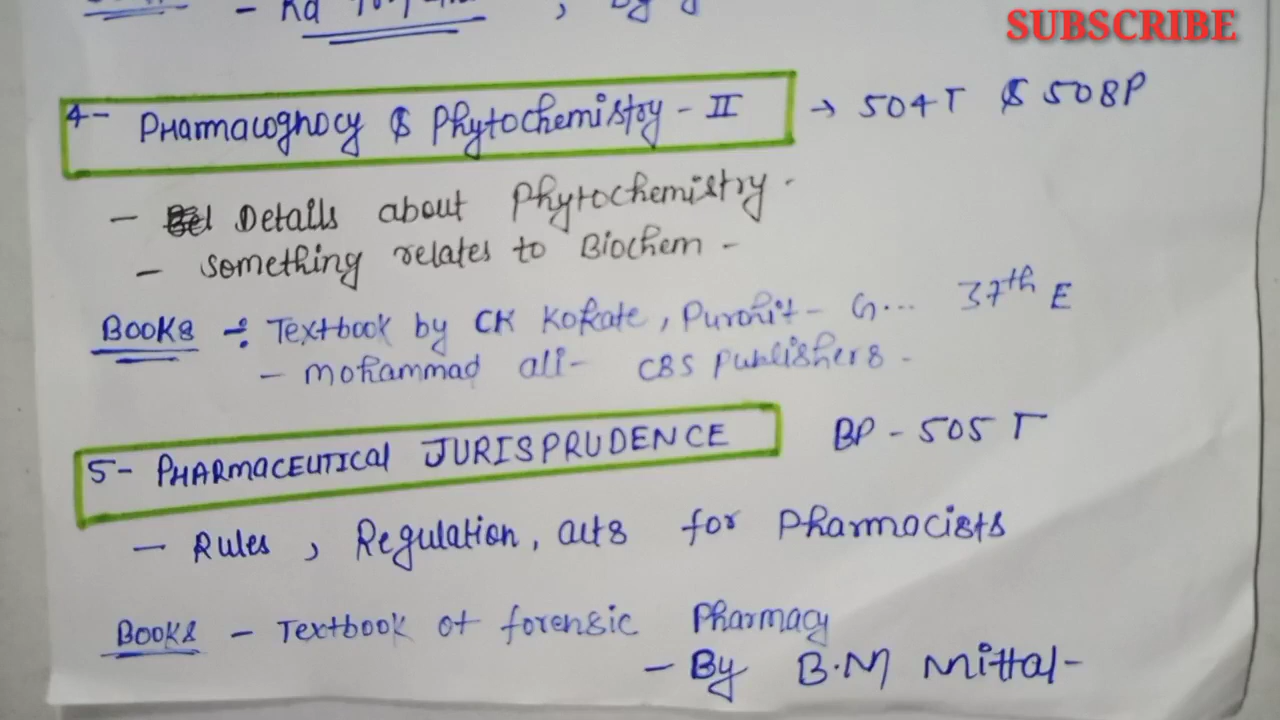 SUBSCRIBE
4- Pharmacognocy & Phytochemistry - II → 504T & 508P
- Details about Phytochemistry.
- something relates to Biochem -
Books ÷ Textbook by CK Kokate, Purohit - G... 37th E
- Mohammad ali - CBS Publishers.
5- PHARMACEUTICAL JURISPRUDENCE BP - 505 T
- Rules, Regulation, acts for Pharmacists
Books - Textbook of forensic Pharmacy
- By B.M Mittal -